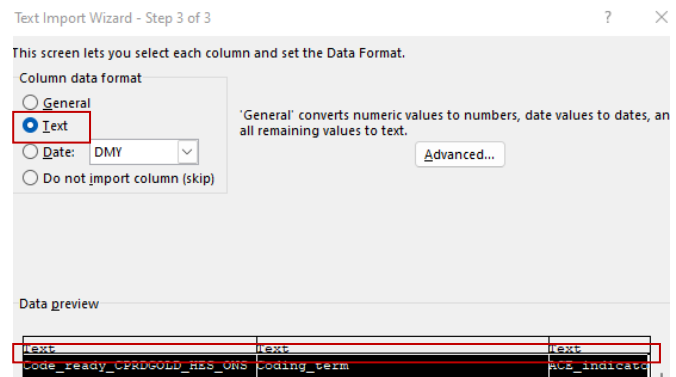 Text Import Wizard - Step 3 of 3
This screen lets you select each column and set the Data Format.
Column data format
General
Text
Date: DMY
Do not import column (skip)
'General' converts numeric values to numbers, date values to dates, an
all remaining values to text.
Advanced...
Data preview
Text Text Text
Code_ready_CPRDGOLD_HES_ONS Coding_term ACE_indicato